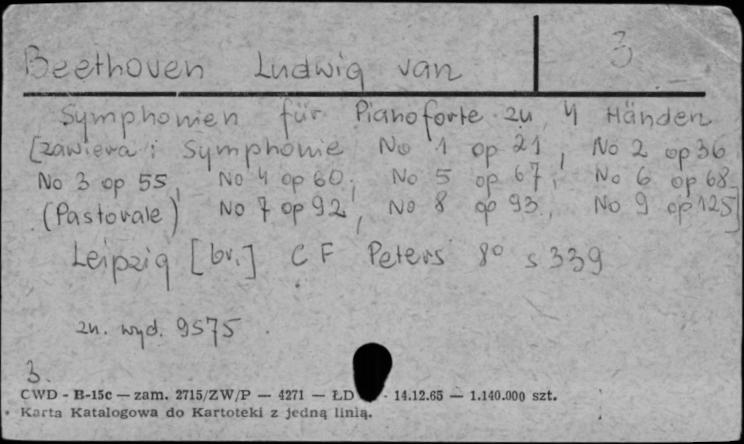 Beethoven Ludwig van 3
Symphonien für Pianoforte zu 4 Händen
[zawiera: Symphonie No 1 op 21, No 2 op 36
No 3 op 55, No 4 op 60, No 5 op 67, No 6 op 68
(Pastorale) No 7 op 92, No 8 op 93, No 9 op 125]
Leipzig [br.] C F Peters 8° s 339
zn. wyd. 9575.
3.
CWD - B-15c — zam. 2715/ZW/P — 4271 — ŁD - 14.12.65 — 1.140.000 szt.
Karta Katalogowa do Kartoteki z jedną linią.